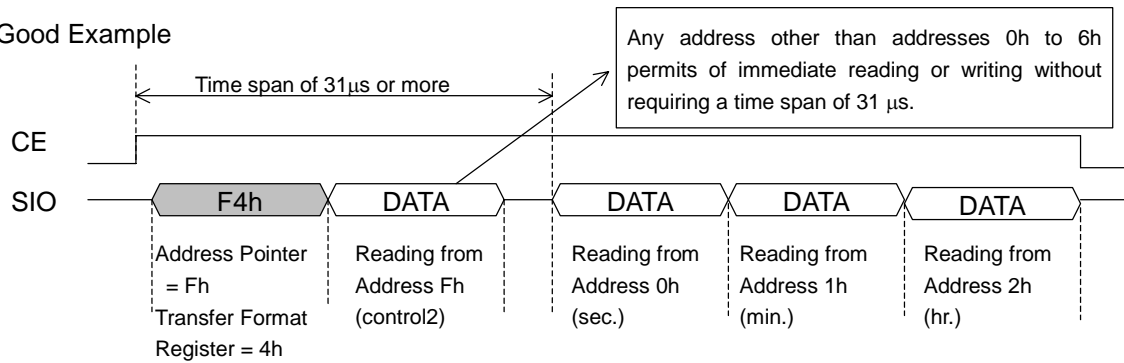 Good Example
Time span of 31μs or more
Any address other than addresses 0h to 6h
permits of immediate reading or writing without
requiring a time span of 31 μs.
CE
SIO
F4h
DATA
DATA
DATA
DATA
Address Pointer
= Fh
Transfer Format
Register = 4h
Reading from
Address Fh
(control2)
Reading from
Address 0h
(sec.)
Reading from
Address 1h
(min.)
Reading from
Address 2h
(hr.)